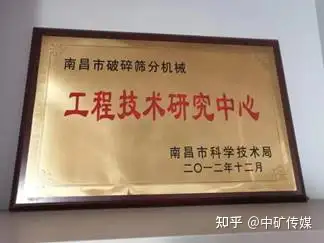 南昌市破碎筛分机械
工程技术研究中心
南昌市科学技术局
二〇一二年十二月
知乎 @中矿传媒